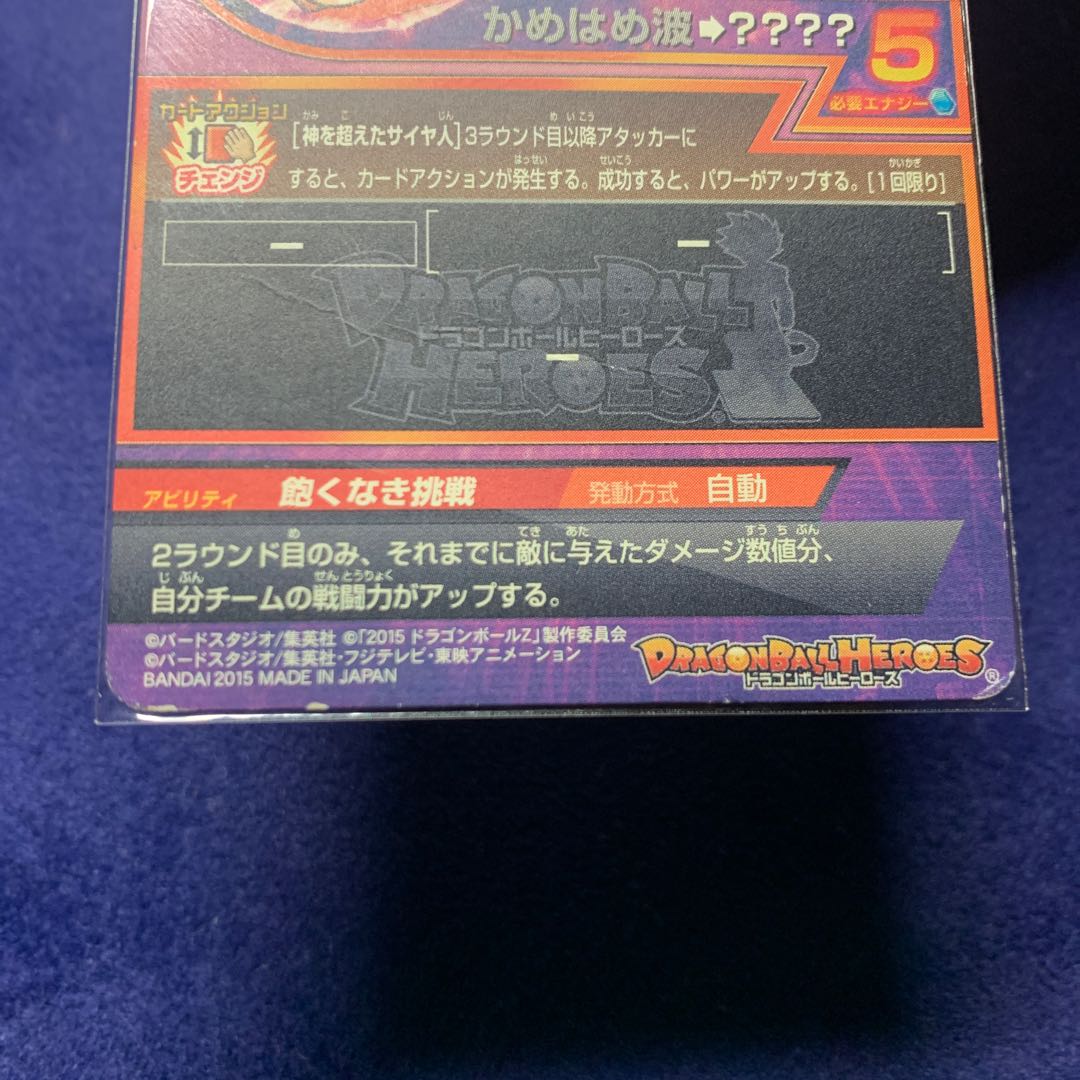 かめはめ波➡????
5
必要エナジー
カードアクション
チェンジ
[神を超えたサイヤ人]3ラウンド目以降アタッカーに
すると、カードアクションが発生する。成功すると、パワーがアップする。[1回限り]
ー
ー
DRAGON BALL
ドラゴンボールヒーローズ
HEROES
ー
アビリティ 飽くなき挑戦 発動方式 自動
2ラウンド目のみ、それまでに敵に与えたダメージ数値分、
自分チームの戦闘力がアップする。
©バードスタジオ/集英社 ©「2015 ドラゴンボールZ」製作委員会
©バードスタジオ/集英社・フジテレビ・東映アニメーション
BANDAI 2015 MADE IN JAPAN
DRAGONBALL HEROES
ドラゴンボールヒーローズ